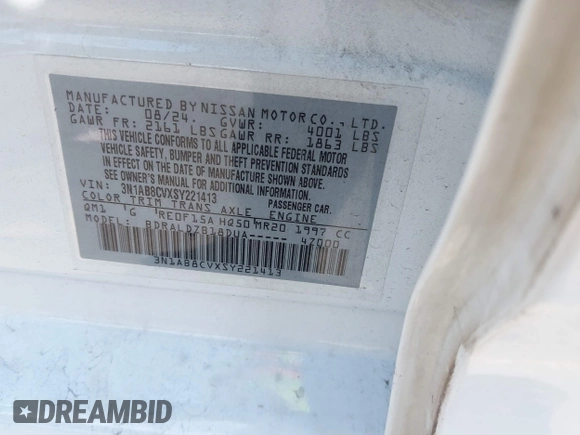 MANUFACTURED BY NISSAN MOTOR CO., LTD.
DATE: 08/24. GVWR: 4001 LBS
GAWR FR: 2161 LBS GAWR RR: 1863 LBS
THIS VEHICLE CONFORMS TO ALL APPLICABLE FEDERAL MOTOR
VEHICLE SAFETY, BUMPER AND THEFT PREVENTION STANDARDS
IN EFFECT ON THE DATE OF MANUFACTURE SHOWN ABOVE.
SEE OWNER'S MANUAL FOR ADDITIONAL INFORMATION.
VIN: 3N1AB8CVXSY221413 PASSENGER CAR.
COLOR TRIM TRANS AXLE ENGINE
QM1 G RE0F15A HQ50 MR20 1997 CC
MODEL: BDRALDZB18DUA----- 47000
3N1AB8CVXSY221413
DREAMBID